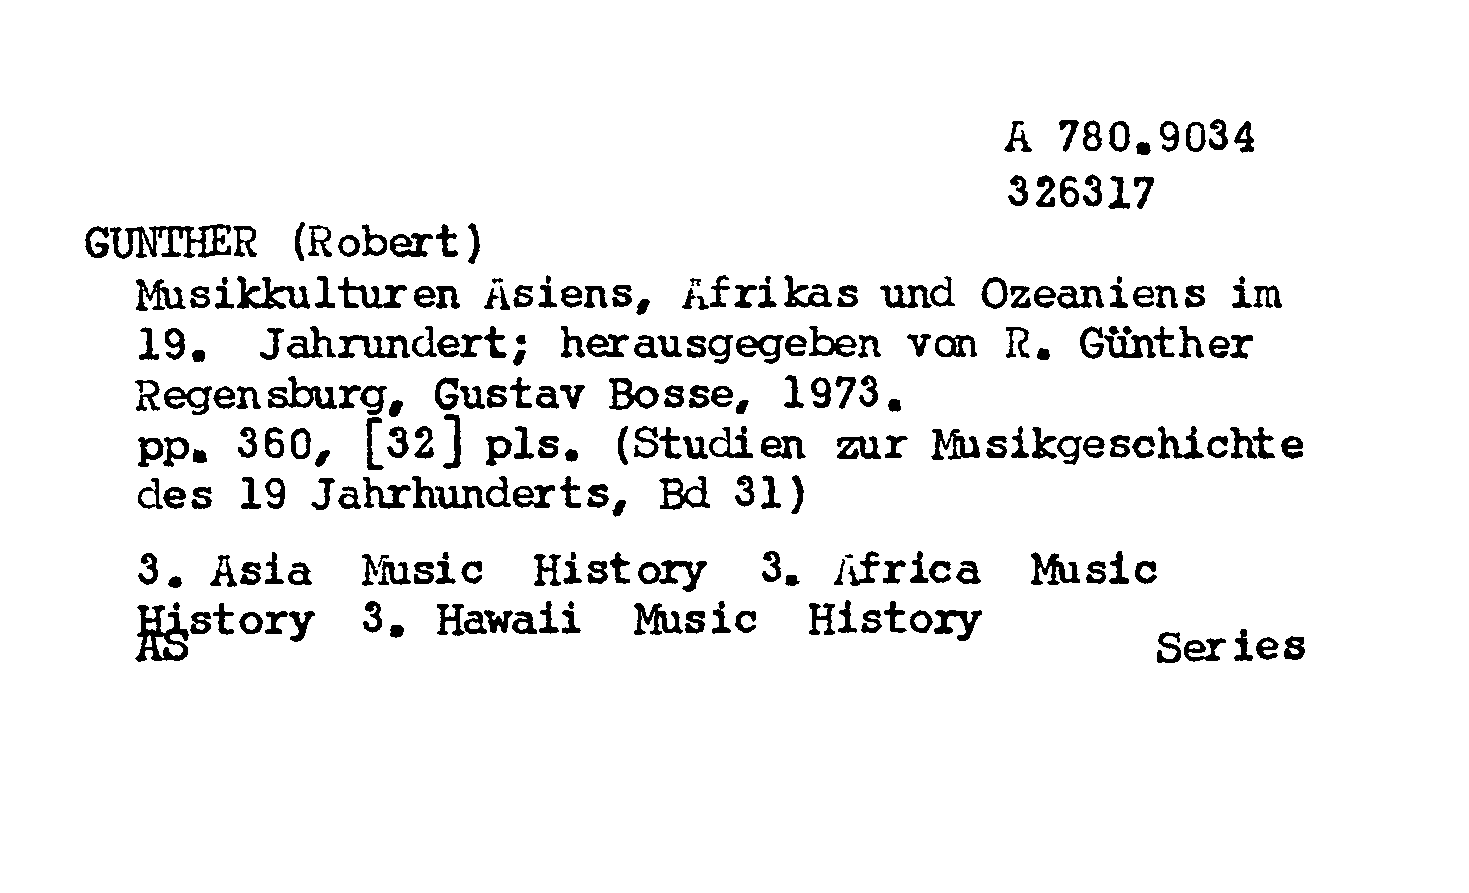 A 780.9034
326317
GUNTHER (Robert)
Musikkulturen Asiens, Afrikas und Ozeaniens im
19. Jahrundert; herausgegeben von R. Günther
Regensburg, Gustav Bosse, 1973.
pp. 360, [32] pls. (Studien zur Musikgeschichte
des 19 Jahrhunderts, Bd 31)
3. Asia Music History 3. Africa Music
History 3. Hawaii Music History
AS Series